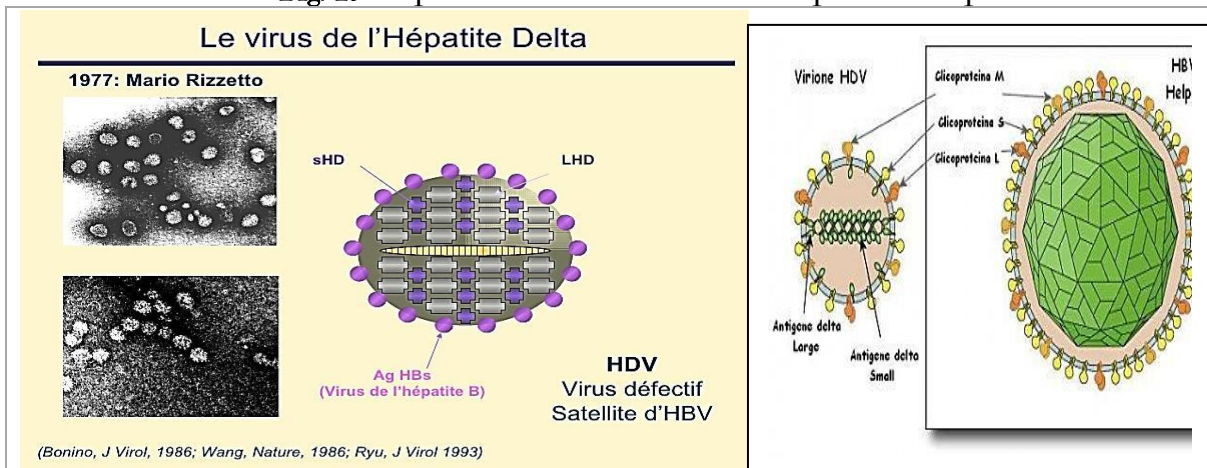 Le virus de l'Hépatite Delta
1977: Mario Rizzetto
sHD
LHD
Ag HBs
(Virus de l'hépatite B)
HDV
Virus défectif
Satellite d'HBV
(Bonino, J Virol, 1986; Wang, Nature, 1986; Ryu, J Virol 1993)
Virione HDV
Glicoproteina M
Glicoproteina S
Glicoproteina L
HBV
Help
Antigene delta
Large
Antigene delta
Small